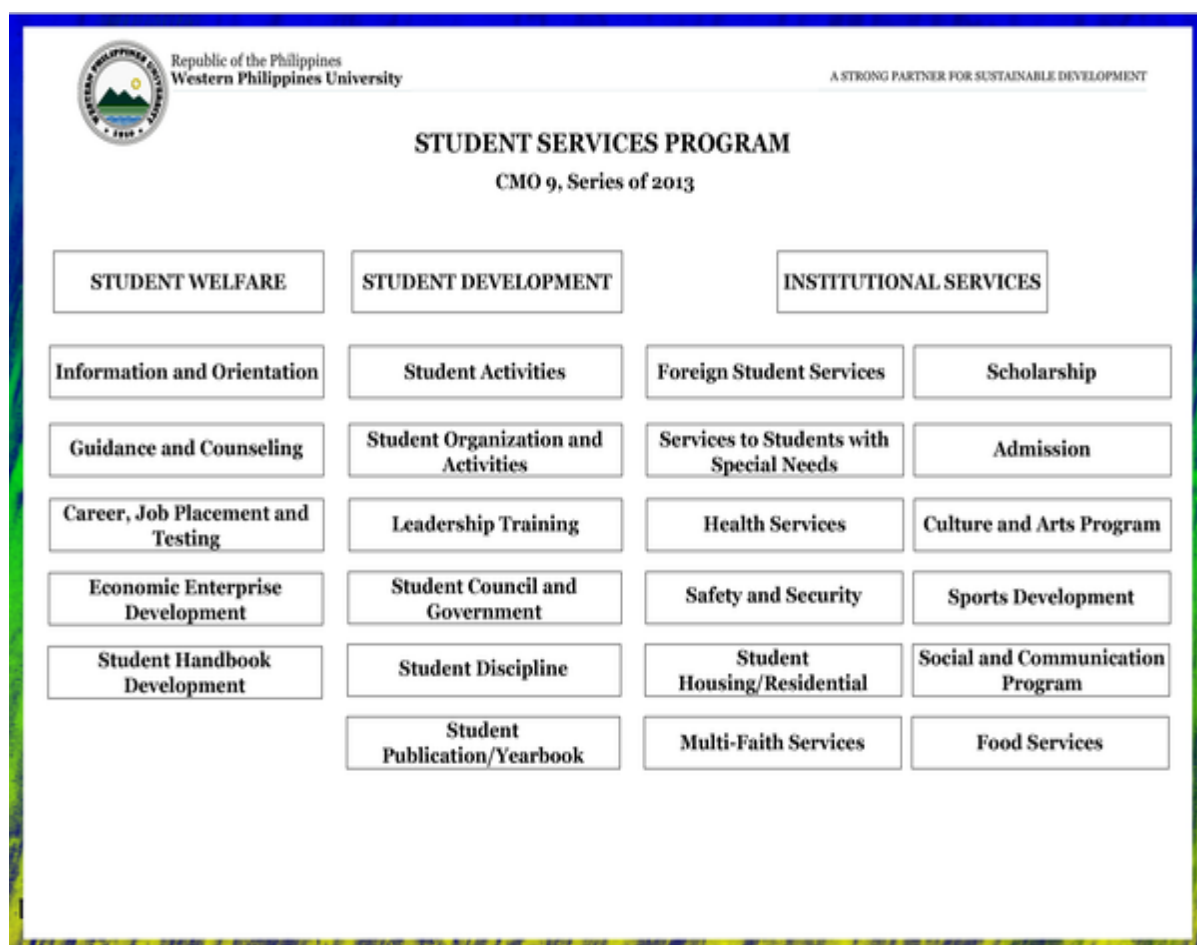 WESTERN PHILIPPINES UNIVERSITY
1910
Republic of the Philippines
Western Philippines University
A STRONG PARTNER FOR SUSTAINABLE DEVELOPMENT
STUDENT SERVICES PROGRAM
CMO 9, Series of 2013
STUDENT WELFARE
Information and Orientation
Guidance and Counseling
Career, Job Placement and
Testing
Economic Enterprise
Development
Student Handbook
Development
STUDENT DEVELOPMENT
Student Activities
Student Organization and
Activities
Leadership Training
Student Council and
Government
Student Discipline
Student
Publication/Yearbook
INSTITUTIONAL SERVICES
Foreign Student Services
Services to Students with
Special Needs
Health Services
Safety and Security
Student
Housing/Residential
Multi-Faith Services
Scholarship
Admission
Culture and Arts Program
Sports Development
Social and Communication
Program
Food Services